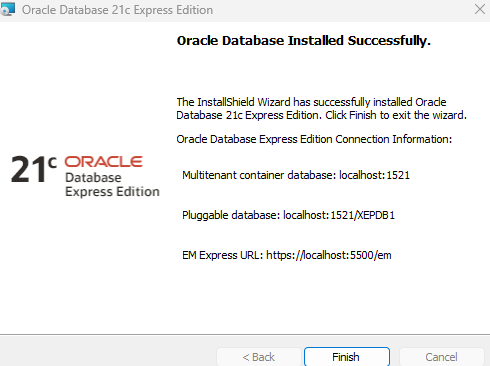 Oracle Database 21c Express Edition
Oracle Database Installed Successfully.
The InstallShield Wizard has successfully installed Oracle
Database 21c Express Edition. Click Finish to exit the wizard.
Oracle Database Express Edition Connection Information:
21c ORACLE
Database
Express Edition
Multitenant container database: localhost:1521
Pluggable database: localhost:1521/XEPDB1
EM Express URL: https://localhost:5500/em
< Back
Finish
Cancel